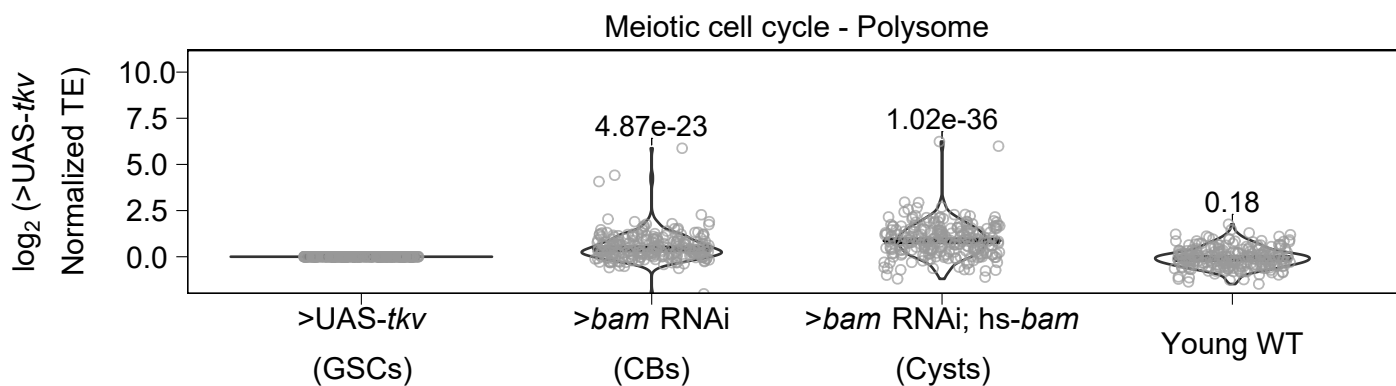 Meiotic cell cycle - Polysome
log₂ (>UAS-tkv
Normalized TE)
10.0
7.5
5.0
2.5
0.0
4.87e-23
1.02e-36
0.18
>UAS-tkv
(GSCs)
>bam RNAi
(CBs)
>bam RNAi; hs-bam
(Cysts)
Young WT